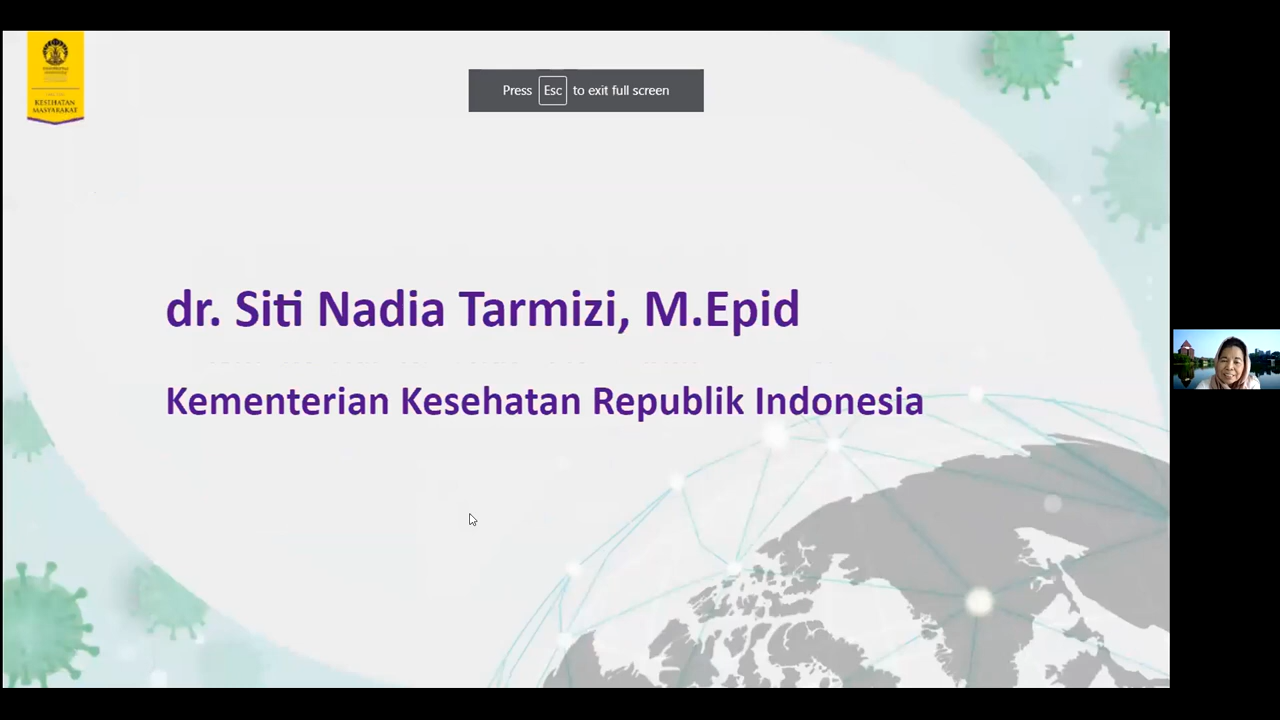 KESEHATAN
MASYARAKAT
Press Esc to exit full screen
dr. Siti Nadia Tarmizi, M.Epid
Kementerian Kesehatan Republik Indonesia